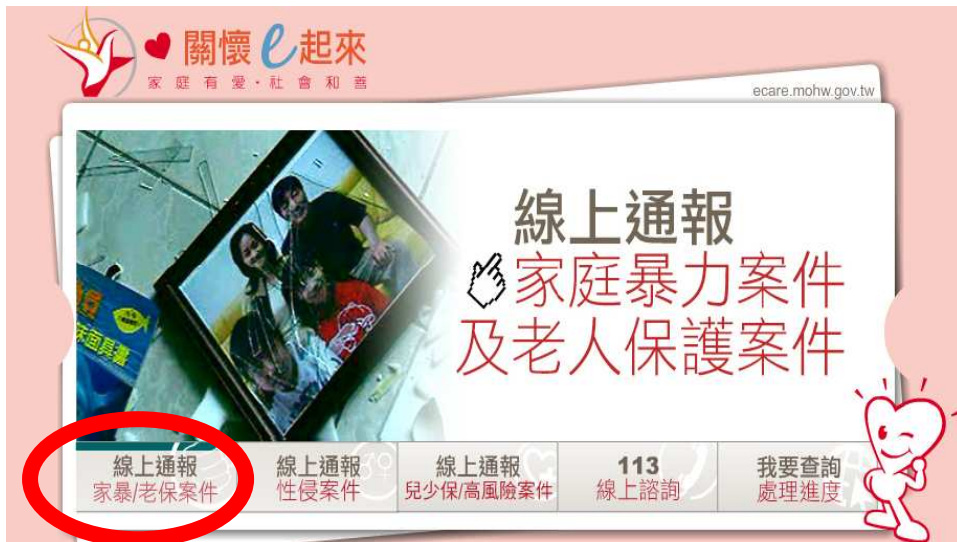 關懷e起來
家庭有愛・社會和善
ecare.mohw.gov.tw
線上通報
家庭暴力案件
及老人保護案件
線上通報
家暴/老保案件
線上通報
性侵案件
線上通報
兒少保/高風險案件
113
線上諮詢
我要查詢
處理進度